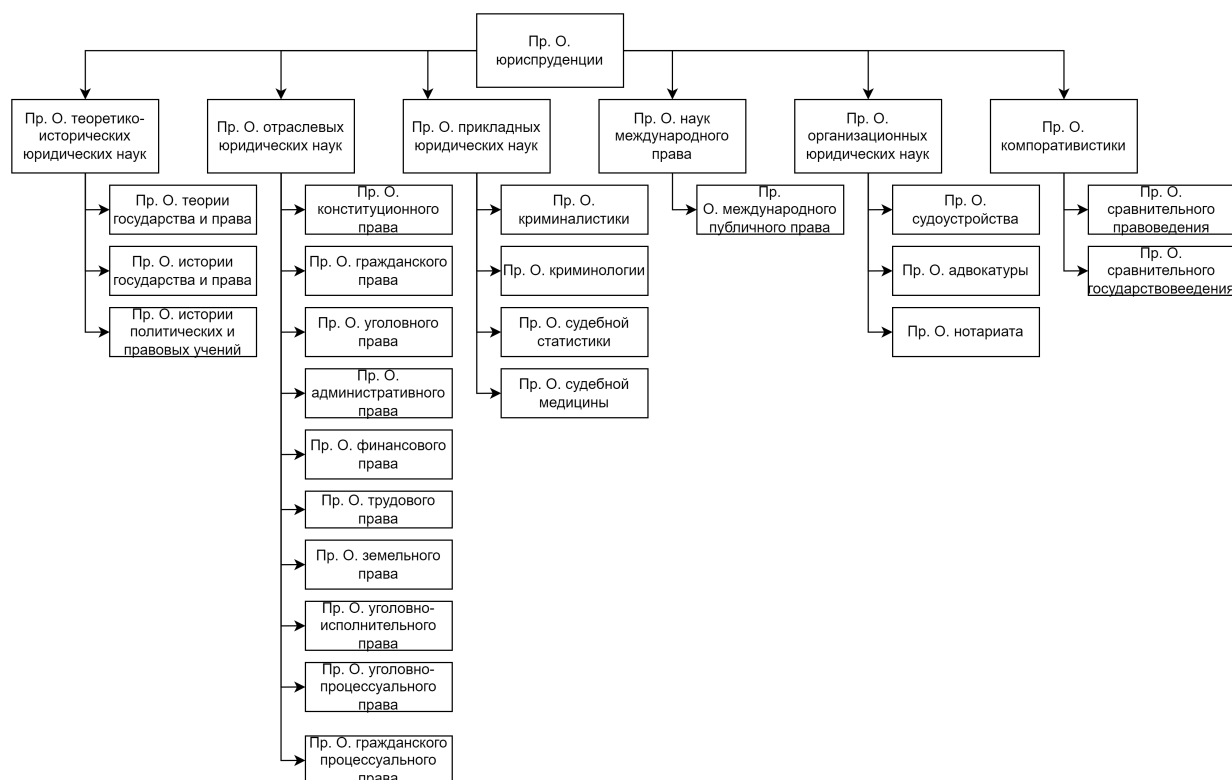 Пр. О.
юриспруденции
Пр. О. теоретико-
исторических
юридических наук
Пр. О. теории
государства и права
Пр. О. истории
государства и права
Пр. О. истории
политических и
правовых учений
Пр. О. отраслевых
юридических наук
Пр. О.
конституционного
права
Пр. О. гражданского
права
Пр. О. уголовного
права
Пр. О.
административного
права
Пр. О. финансового
права
Пр. О. трудового
права
Пр. О. земельного
права
Пр. О. уголовно-
исполнительного
права
Пр. О. уголовно-
процессуального
права
Пр. О. гражданского
процессуального
права
Пр. О. прикладных
юридических наук
Пр. О.
криминалистики
Пр. О. криминологии
Пр. О. судебной
статистики
Пр. О. судебной
медицины
Пр. О. наук
международного
права
Пр.
О. международного
публичного права
Пр. О.
организационных
юридических наук
Пр. О.
судоустройства
Пр. О. адвокатуры
Пр. О. нотариата
Пр. О.
компоративистики
Пр. О.
сравнительного
правоведения
Пр. О.
сравнительного
государствовеедения